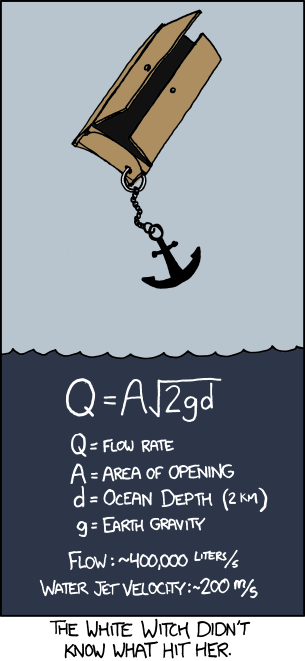 Q = A√2gd
Q = FLOW RATE
A = AREA OF OPENING
d = OCEAN DEPTH (2 KM)
g = EARTH GRAVITY
FLOW: ~400,000 LITERS/S
WATER JET VELOCITY: ~200 M/S
THE WHITE WITCH DIDN'T
KNOW WHAT HIT HER.